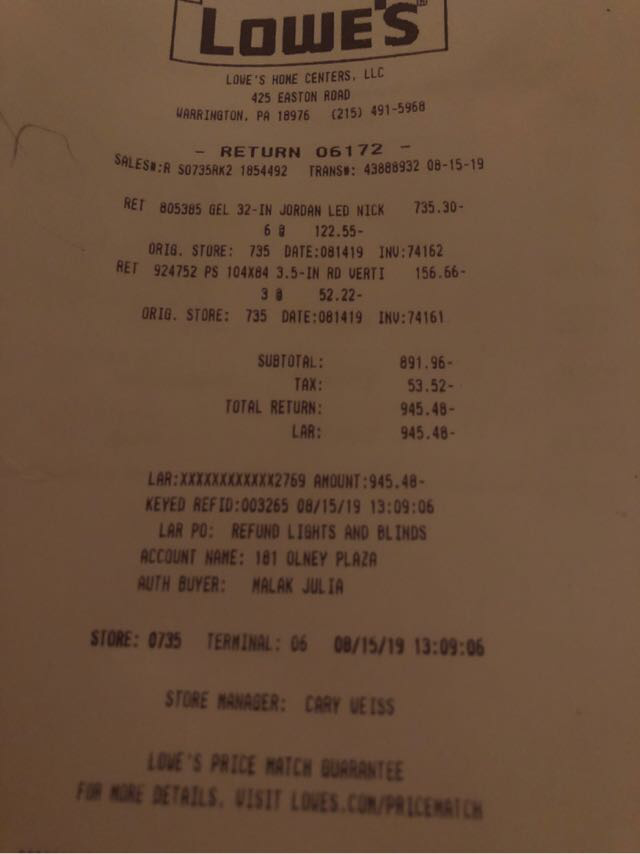 LOWE'S
LOWE'S HOME CENTERS, LLC
425 EASTON ROAD
WARRINGTON, PA 18976 (215) 491-5968
- RETURN 06172 -
SALES#:R S0735RK2 1854492 TRANS#: 43888932 08-15-19
RET 805385 GEL 32-IN JORDAN LED NICK 735.30-
6 @ 122.55-
ORIG. STORE: 735 DATE:081419 INV:74162
RET 924752 PS 104X84 3.5-IN RD VERTI 156.66-
3 @ 52.22-
ORIG. STORE: 735 DATE:081419 INV:74161
SUBTOTAL: 891.96-
TAX: 53.52-
TOTAL RETURN: 945.48-
LAR: 945.48-
LAR:XXXXXXXXXXXX2769 AMOUNT:945.48-
KEYED REFID:003265 08/15/19 13:09:06
LAR PO: REFUND LIGHTS AND BLINDS
ACCOUNT NAME: 181 OLNEY PLAZA
AUTH BUYER: MALAK JULIA
STORE: 0735 TERMINAL: 06 08/15/19 13:09:06
STORE MANAGER: CARY WEISS
LOWE'S PRICE MATCH GUARANTEE
FOR MORE DETAILS, VISIT LOWES.COM/PRICEMATCH